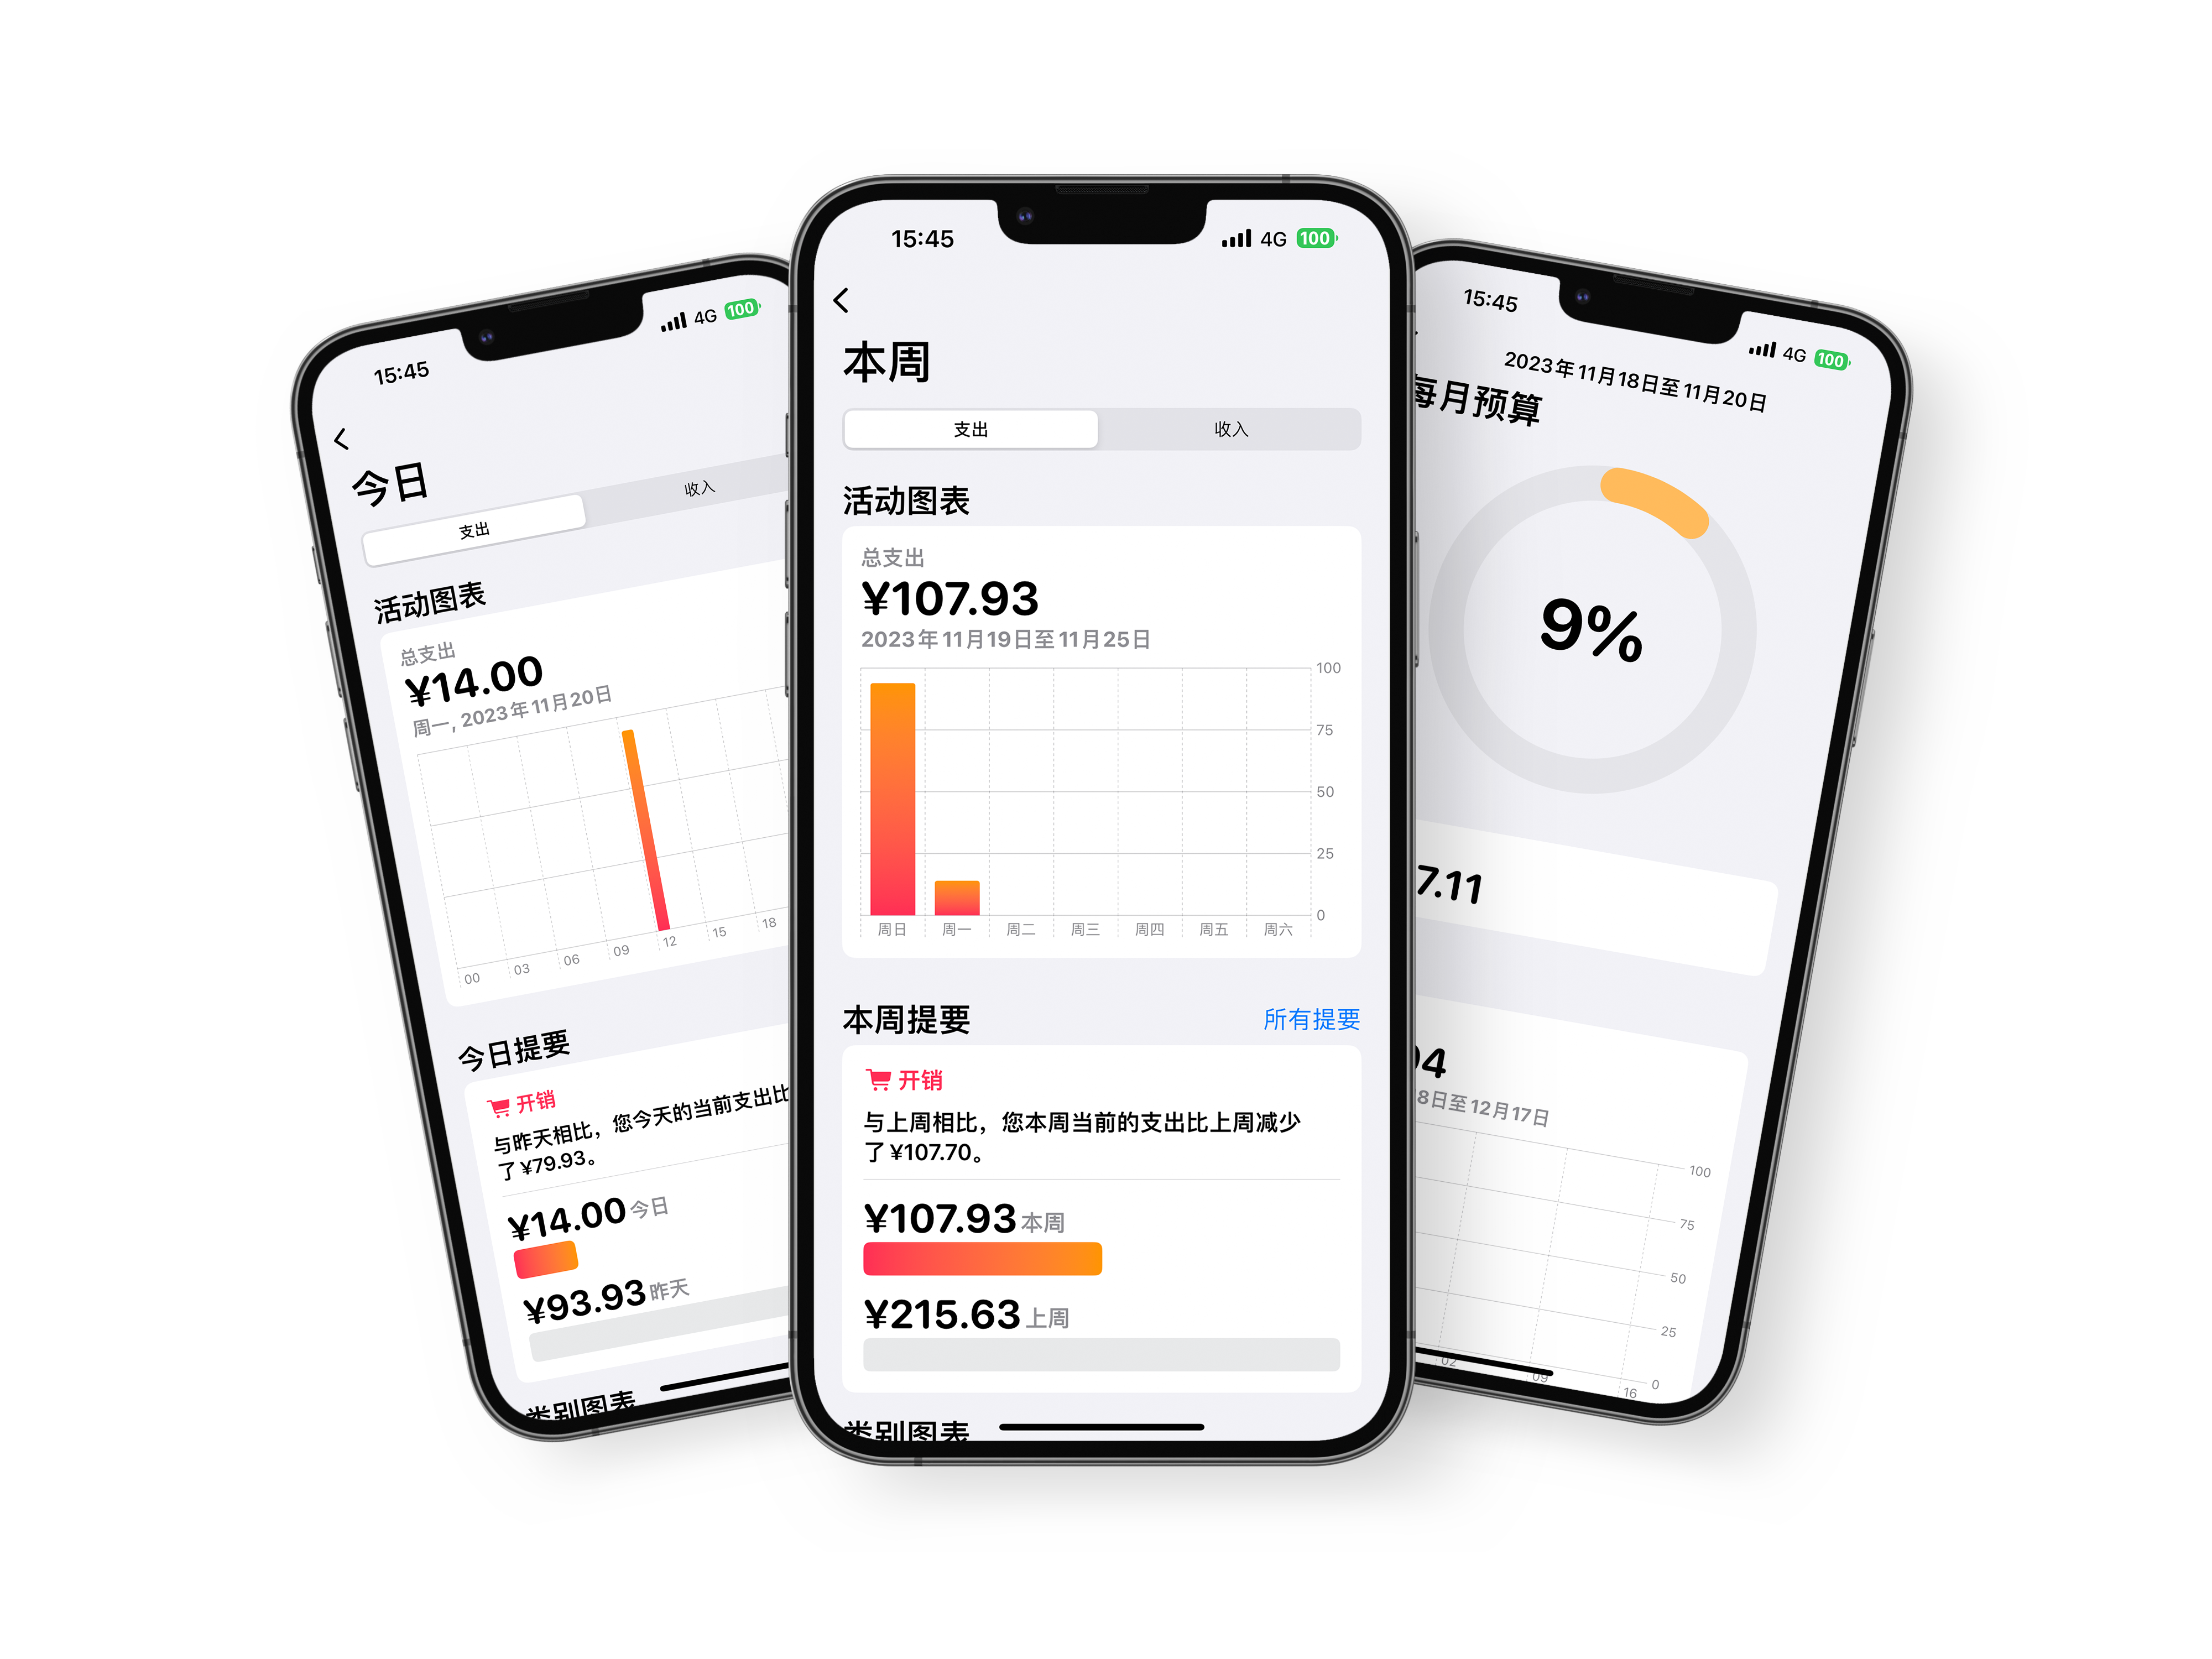 15:45
4G 100
今日
支出
收入
活动图表
总支出
¥14.00
周一, 2023年11月20日
00 03 06 09 12 15 18
今日提要
开销
与昨天相比，您今天的当前支出比
了¥79.93。
¥14.00 今日
¥93.93 昨天
类别图表
15:45
4G 100
本周
支出
收入
活动图表
总支出
¥107.93
2023年11月19日至11月25日
100
75
50
25
0
周日 周一 周二 周三 周四 周五 周六
本周提要
所有提要
开销
与上周相比，您本周当前的支出比上周减少
了¥107.70。
¥107.93 本周
¥215.63 上周
类别图表
15:45
4G 100
2023年11月18日至11月20日
每月预算
9%
7.11
04
8日至12月17日
100
75
50
25
0
02 09 16